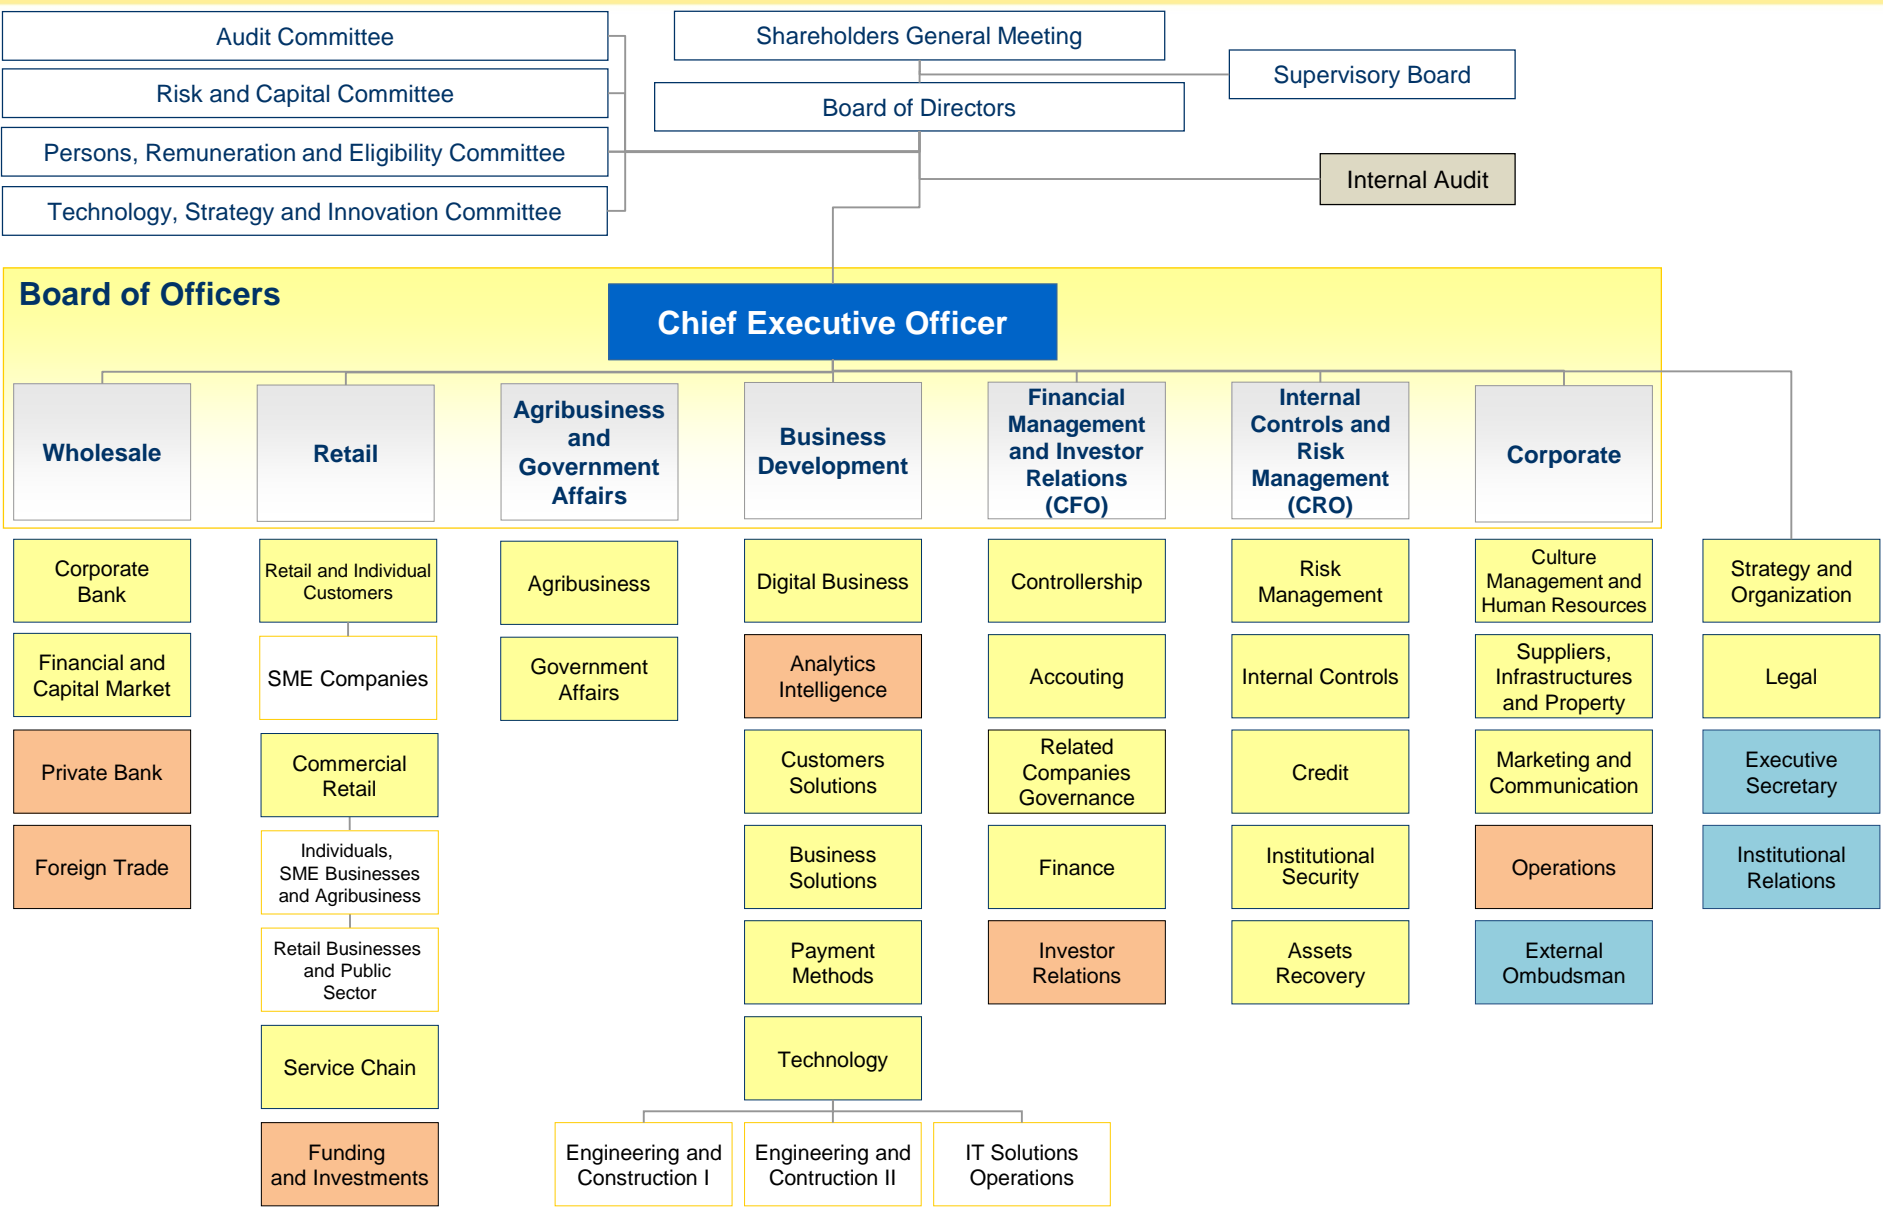 Audit Committee
Shareholders General Meeting
Supervisory Board
Risk and Capital Committee
Board of Directors
Persons, Remuneration and Eligibility Committee
Internal Audit
Technology, Strategy and Innovation Committee
Board of Officers
Chief Executive Officer
Wholesale
Retail
Agribusiness
and
Government
Affairs
Business
Development
Financial
Management
and Investor
Relations
(CFO)
Internal
Controls and
Risk
Management
(CRO)
Corporate
Corporate
Bank
Financial and
Capital Market
Private Bank
Foreign Trade
Retail and Individual
Customers
SME Companies
Commercial
Retail
Individuals,
SME Businesses
and Agribusiness
Retail Businesses
and Public
Sector
Service Chain
Funding
and Investments
Agribusiness
Government
Affairs
Digital Business
Analytics
Intelligence
Customers
Solutions
Business
Solutions
Payment
Methods
Technology
Engineering and
Construction I
Engineering and
Contruction II
IT Solutions
Operations
Controllership
Accouting
Related
Companies
Governance
Finance
Investor
Relations
Risk
Management
Internal Controls
Credit
Institutional
Security
Assets
Recovery
Culture
Management and
Human Resources
Suppliers,
Infrastructures
and Property
Marketing and
Communication
Operations
External
Ombudsman
Strategy and
Organization
Legal
Executive
Secretary
Institutional
Relations